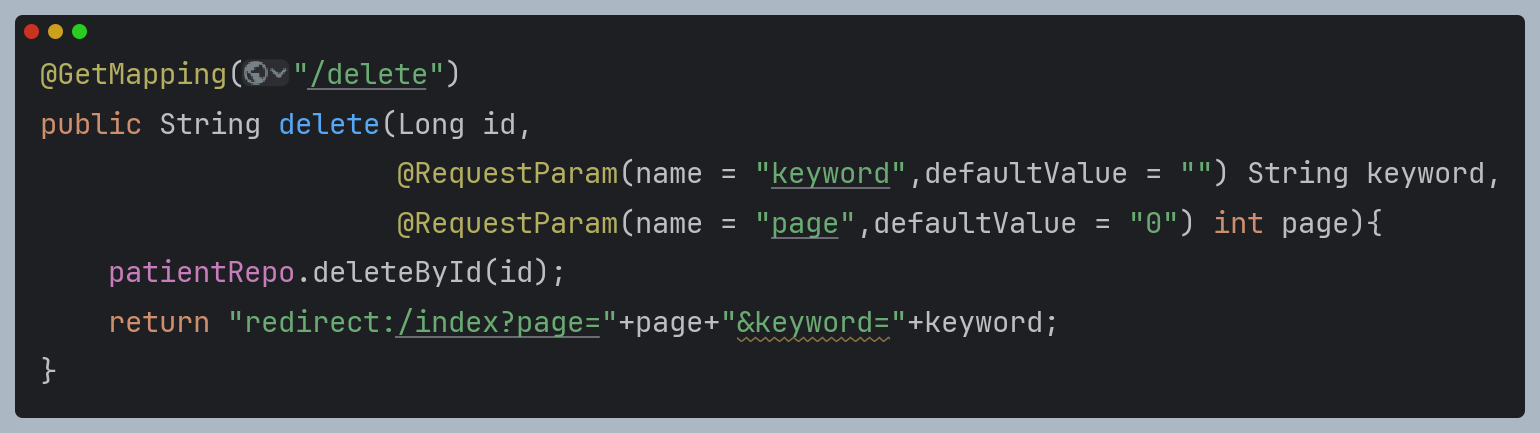 @GetMapping("/delete")
public String delete(Long id,
@RequestParam(name = "keyword",defaultValue = "") String keyword,
@RequestParam(name = "page",defaultValue = "0") int page){
patientRepo.deleteById(id);
return "redirect:/index?page="+page+"&keyword="+keyword;
}